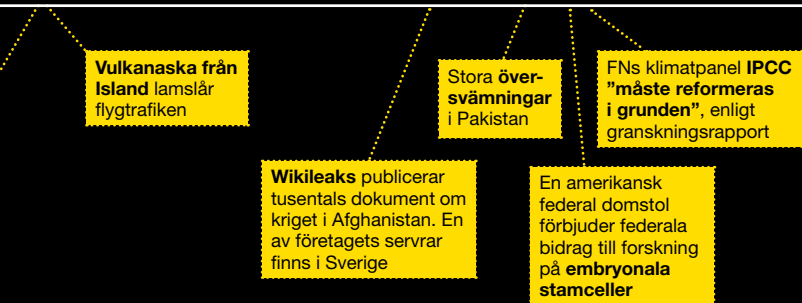 Vulkanaska från
Island lamslår
flygtrafiken
Wikileaks publicerar
tusentals dokument om
kriget i Afghanistan. En
av företagets servrar
finns i Sverige
Stora över-
svämningar
i Pakistan
En amerikansk
federal domstol
förbjuder federala
bidrag till forskning
på embryonala
stamceller
FNs klimatpanel IPCC
”måste reformeras
i grunden”, enligt
granskningsrapport